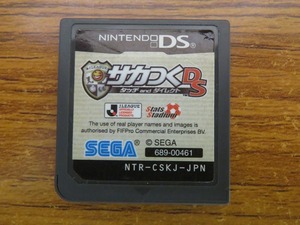 NINTENDO DS
サカつくDS
タッチ and ダイレクト
J.LEAGUE
Stats Stadium
The use of real player names and images is
authorised by FIFPro Commercial Enterprises BV.
SEGA
© SEGA
689-00461
NTR-CSKJ-JPN